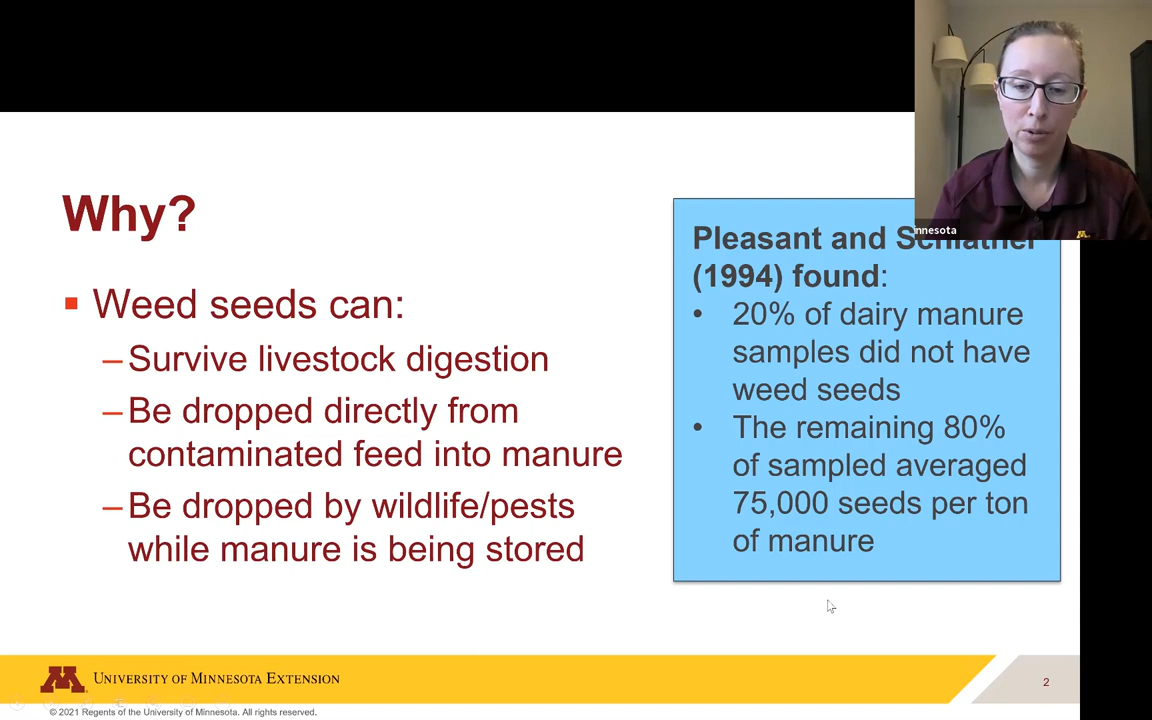 Why?
Weed seeds can:
–Survive livestock digestion
–Be dropped directly from
contaminated feed into manure
–Be dropped by wildlife/pests
while manure is being stored
Pleasant and
(1994) found:
• 20% of dairy manure
samples did not have
weed seeds
• The remaining 80%
of sampled averaged
75,000 seeds per ton
of manure
innesota
UNIVERSITY OF MINNESOTA EXTENSION
2
© 2021 Regents of the University of Minnesota. All rights reserved.